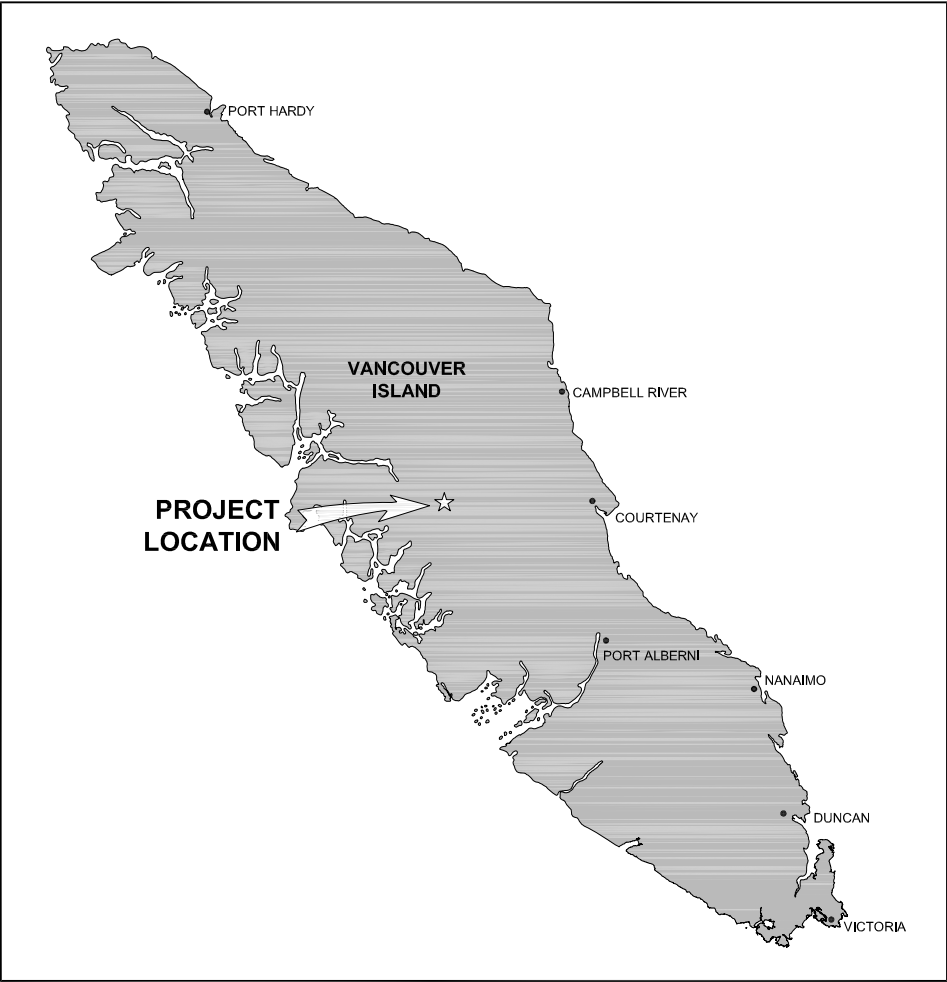 PORT HARDY
VANCOUVER
ISLAND
CAMPBELL RIVER
PROJECT
LOCATION
COURTENAY
PORT ALBERNI
NANAIMO
DUNCAN
VICTORIA